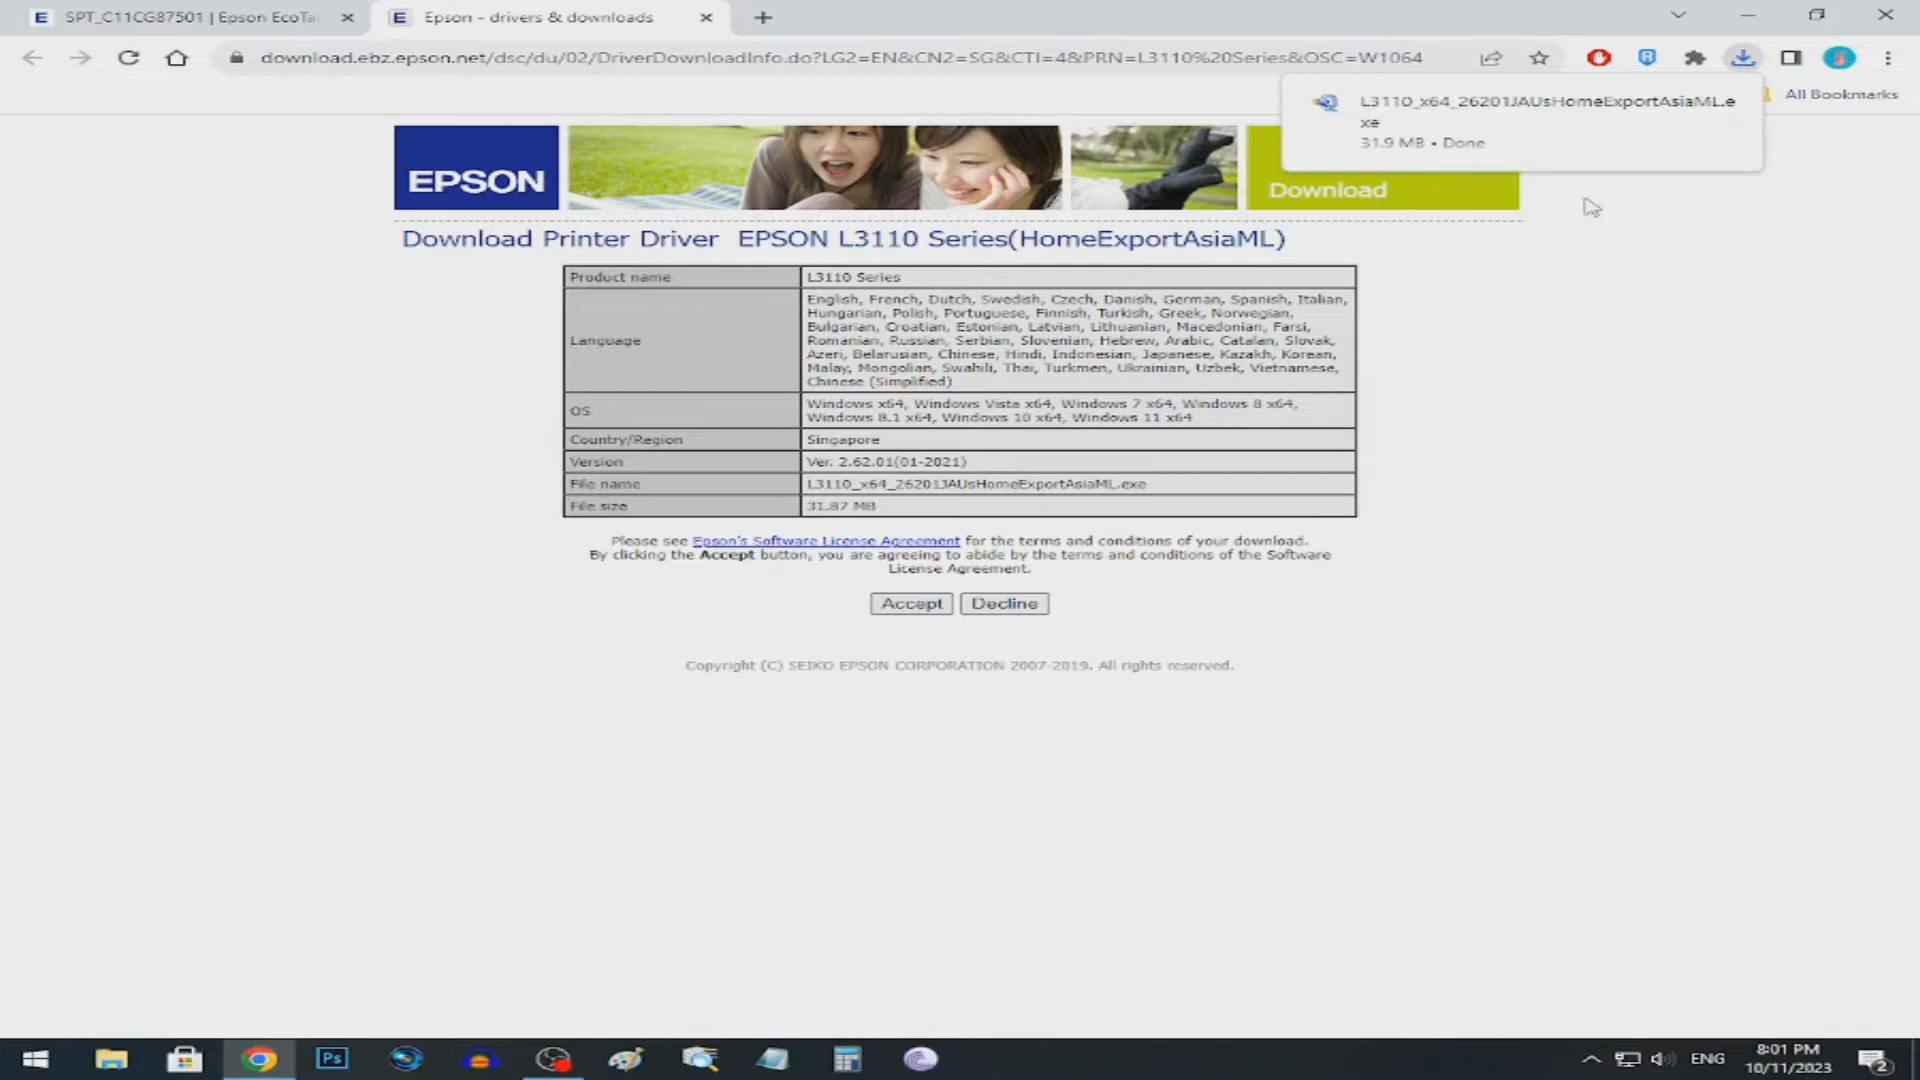 SPT_C11CG87501 | Epson EcoTa
Epson - drivers & downloads
download.ebz.epson.net/dsc/du/02/DriverDownloadInfo.do?LG2=EN&CN2=SG&CTI=4&PRN=L3110%20Series&OSC=W1064
L3110_x64_26201JAUsHomeExportAsiaML.e
xe
31.9 MB • Done
All Bookmarks
EPSON
Download
Download Printer Driver EPSON L3110 Series(HomeExportAsiaML)
Product name L3110 Series
Language English, French, Dutch, Swedish, Czech, Danish, German, Spanish, Italian,
Hungarian, Polish, Portuguese, Finnish, Turkish, Greek, Norwegian,
Bulgarian, Croatian, Estonian, Latvian, Lithuanian, Macedonian, Farsi,
Romanian, Russian, Serbian, Slovenian, Hebrew, Arabic, Catalan, Slovak,
Azeri, Belarusian, Chinese, Hindi, Indonesian, Japanese, Kazakh, Korean,
Malay, Mongolian, Swahili, Thai, Turkmen, Ukrainian, Uzbek, Vietnamese,
Chinese (Simplified)
OS Windows x64, Windows Vista x64, Windows 7 x64, Windows 8 x64,
Windows 8.1 x64, Windows 10 x64, Windows 11 x64
Country/Region Singapore
Version Ver. 2.62.01(01-2021)
File name L3110_x64_26201JAUsHomeExportAsiaML.exe
File size 31.87 MB
Please see Epson's Software License Agreement for the terms and conditions of your download.
By clicking the Accept button, you are agreeing to abide by the terms and conditions of the Software
License Agreement.
Accept Decline
Copyright (C) SEIKO EPSON CORPORATION 2007-2019. All rights reserved.
Ps
ENG
8:01 PM
10/11/2023
2